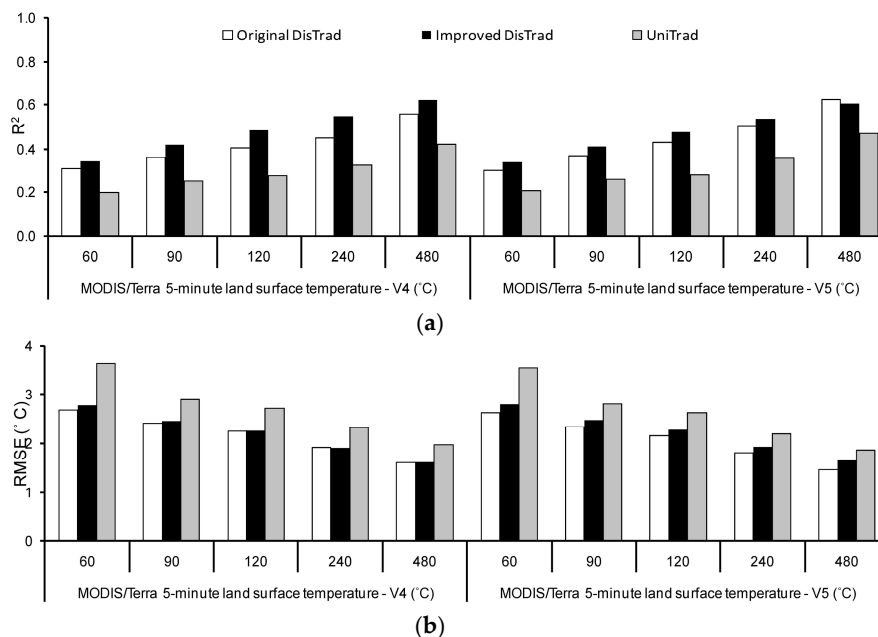 Original DisTrad Improved DisTrad UniTrad
1.0
0.8
0.6
0.4
0.2
0.0
R²
60 90 120 240 480 60 90 120 240 480
MODIS/Terra 5-minute land surface temperature - V4 (°C) MODIS/Terra 5-minute land surface temperature - V5 (°C)
(a)
4
3
2
1
0
RMSE (° C)
60 90 120 240 480 60 90 120 240 480
MODIS/Terra 5-minute land surface temperature - V4 (°C) MODIS/Terra 5-minute land surface temperature - V5 (°C)
(b)